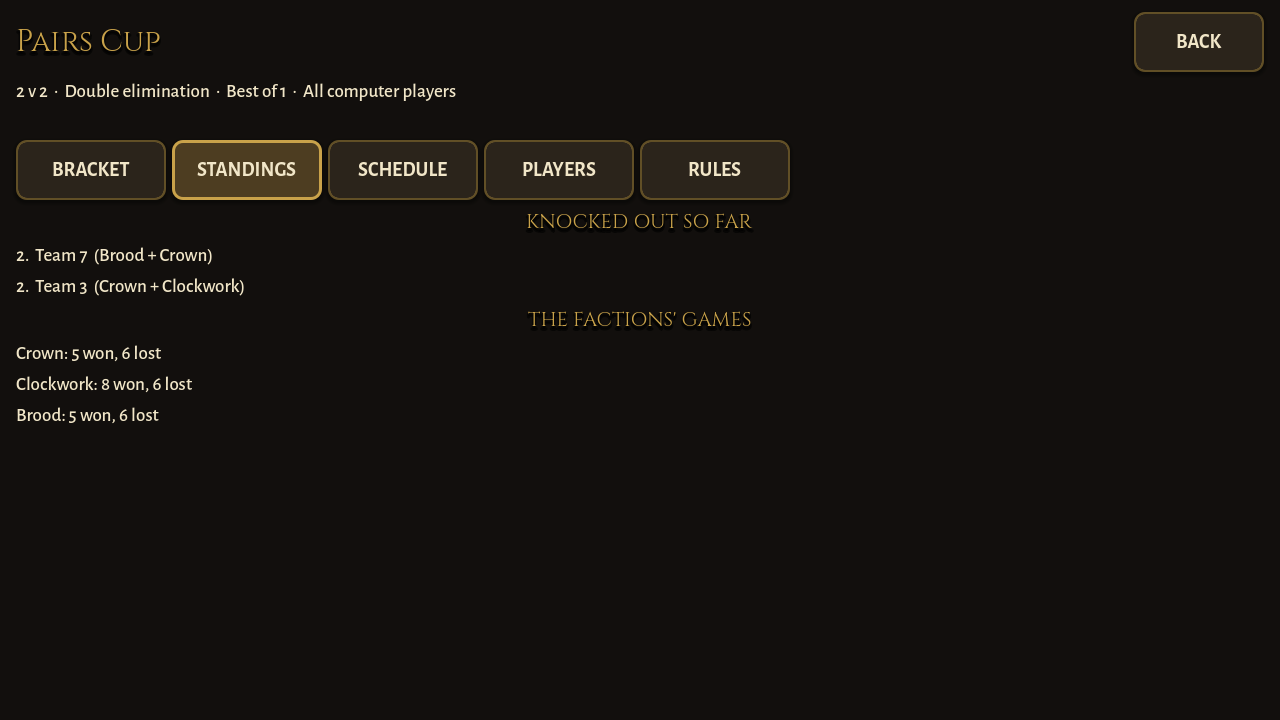 Pairs Cup
BACK
2 v 2 · Double elimination · Best of 1 · All computer players
BRACKET
STANDINGS
SCHEDULE
PLAYERS
RULES
KNOCKED OUT SO FAR
2. Team 7 (Brood + Crown)
2. Team 3 (Crown + Clockwork)
THE FACTIONS' GAMES
Crown: 5 won, 6 lost
Clockwork: 8 won, 6 lost
Brood: 5 won, 6 lost